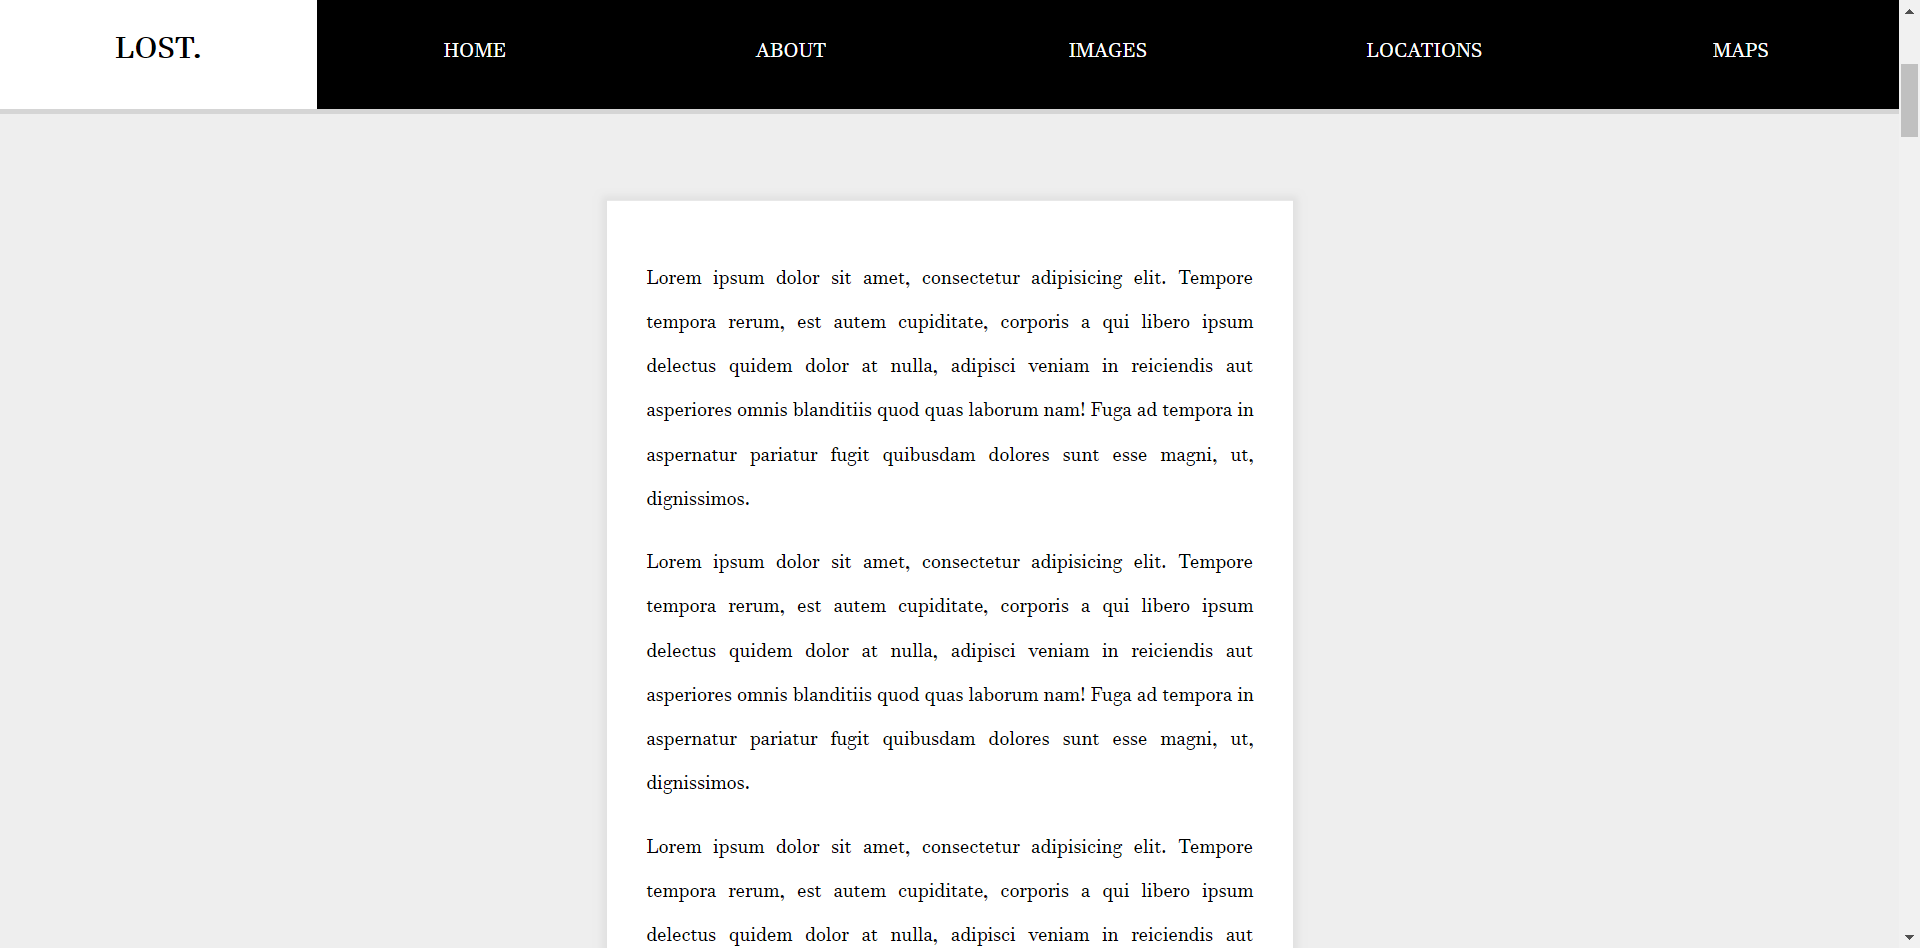 LOST.
HOME
ABOUT
IMAGES
LOCATIONS
MAPS
Lorem ipsum dolor sit amet, consectetur adipisicing elit. Tempore
tempora rerum, est autem cupiditate, corporis a qui libero ipsum
delectus quidem dolor at nulla, adipisci veniam in reiciendis aut
asperiores omnis blanditiis quod quas laborum nam! Fuga ad tempora in
aspernatur pariatur fugit quibusdam dolores sunt esse magni, ut,
dignissimos.
Lorem ipsum dolor sit amet, consectetur adipisicing elit. Tempore
tempora rerum, est autem cupiditate, corporis a qui libero ipsum
delectus quidem dolor at nulla, adipisci veniam in reiciendis aut
asperiores omnis blanditiis quod quas laborum nam! Fuga ad tempora in
aspernatur pariatur fugit quibusdam dolores sunt esse magni, ut,
dignissimos.
Lorem ipsum dolor sit amet, consectetur adipisicing elit. Tempore
tempora rerum, est autem cupiditate, corporis a qui libero ipsum
delectus quidem dolor at nulla, adipisci veniam in reiciendis aut